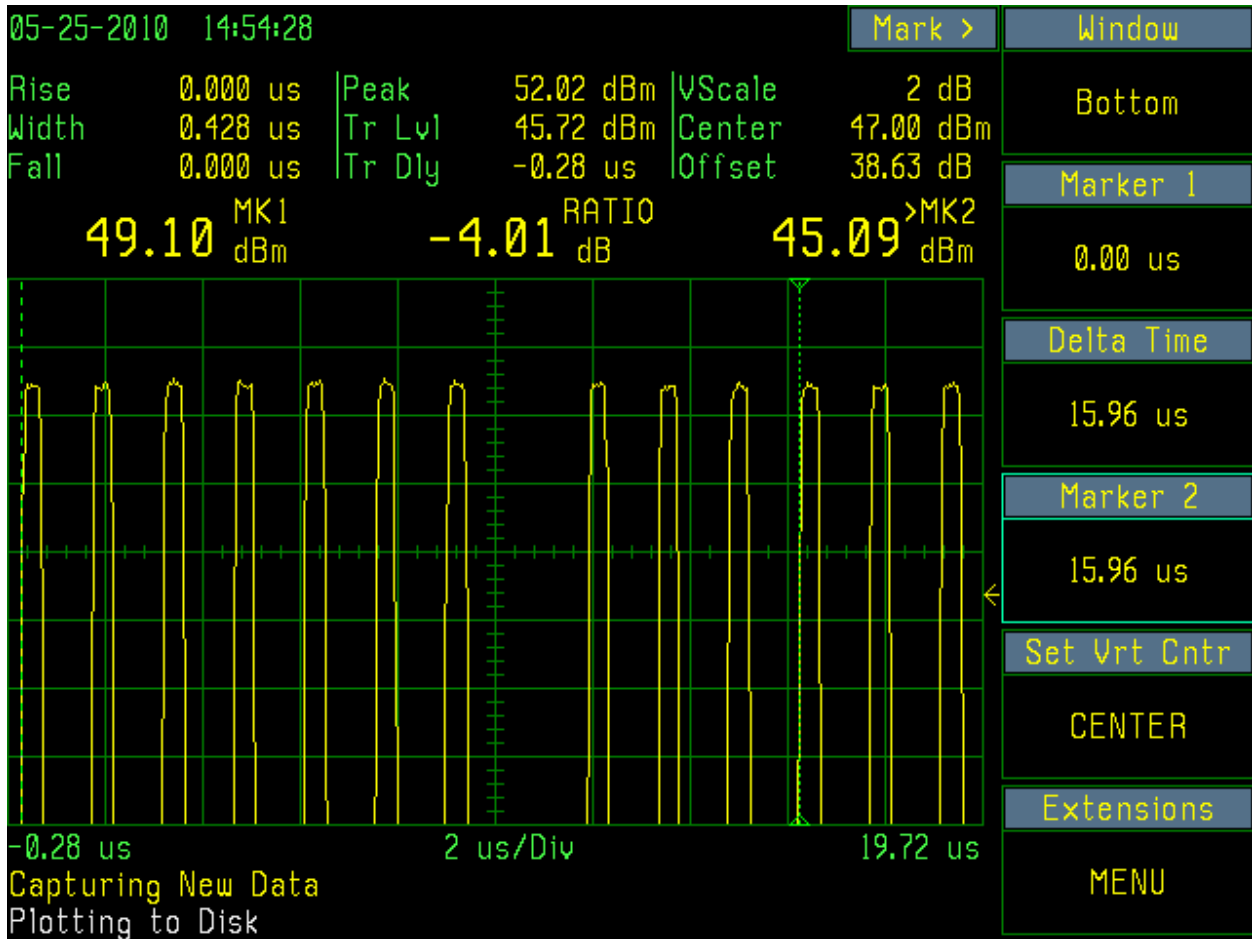 05-25-2010 14:54:28
Mark >
Rise 0.000 us Peak 52.02 dBm VScale 2 dB
Width 0.428 us Tr Lvl 45.72 dBm Center 47.00 dBm
Fall 0.000 us Tr Dly -0.28 us Offset 38.63 dB
49.10 MK1 dBm -4.01 RATIO dB 45.09 >MK2 dBm
-0.28 us 2 us/Div 19.72 us
Capturing New Data
Plotting to Disk
Window
Bottom
Marker 1
0.00 us
Delta Time
15.96 us
Marker 2
15.96 us
Set Vrt Cntr
CENTER
Extensions
MENU